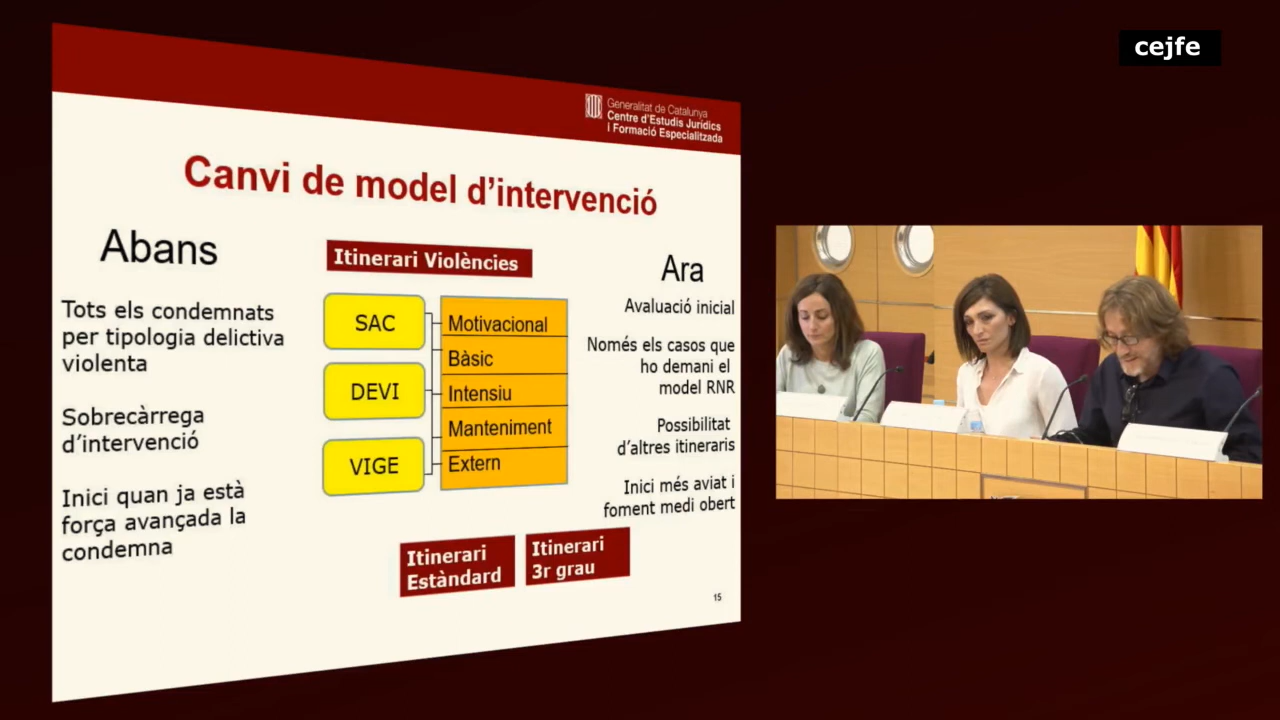 cejfe
Generalitat de Catalunya
Centre d'Estudis Jurídics
i Formació Especialitzada
Canvi de model d'intervenció
Abans
Tots els condemnats
per tipologia delictiva
violenta
Sobrecàrrega
d'intervenció
Inici quan ja està
força avançada la
condemna
Itinerari Violències
SAC
DEVI
VIGE
Motivacional
Bàsic
Intensiu
Manteniment
Extern
Ara
Avaluació inicial
Només els casos que
ho demani el
model RNR
Possibilitat
d'altres itineraris
Inici més aviat i
foment medi obert
Itinerari
Estàndard
Itinerari
3r grau
15